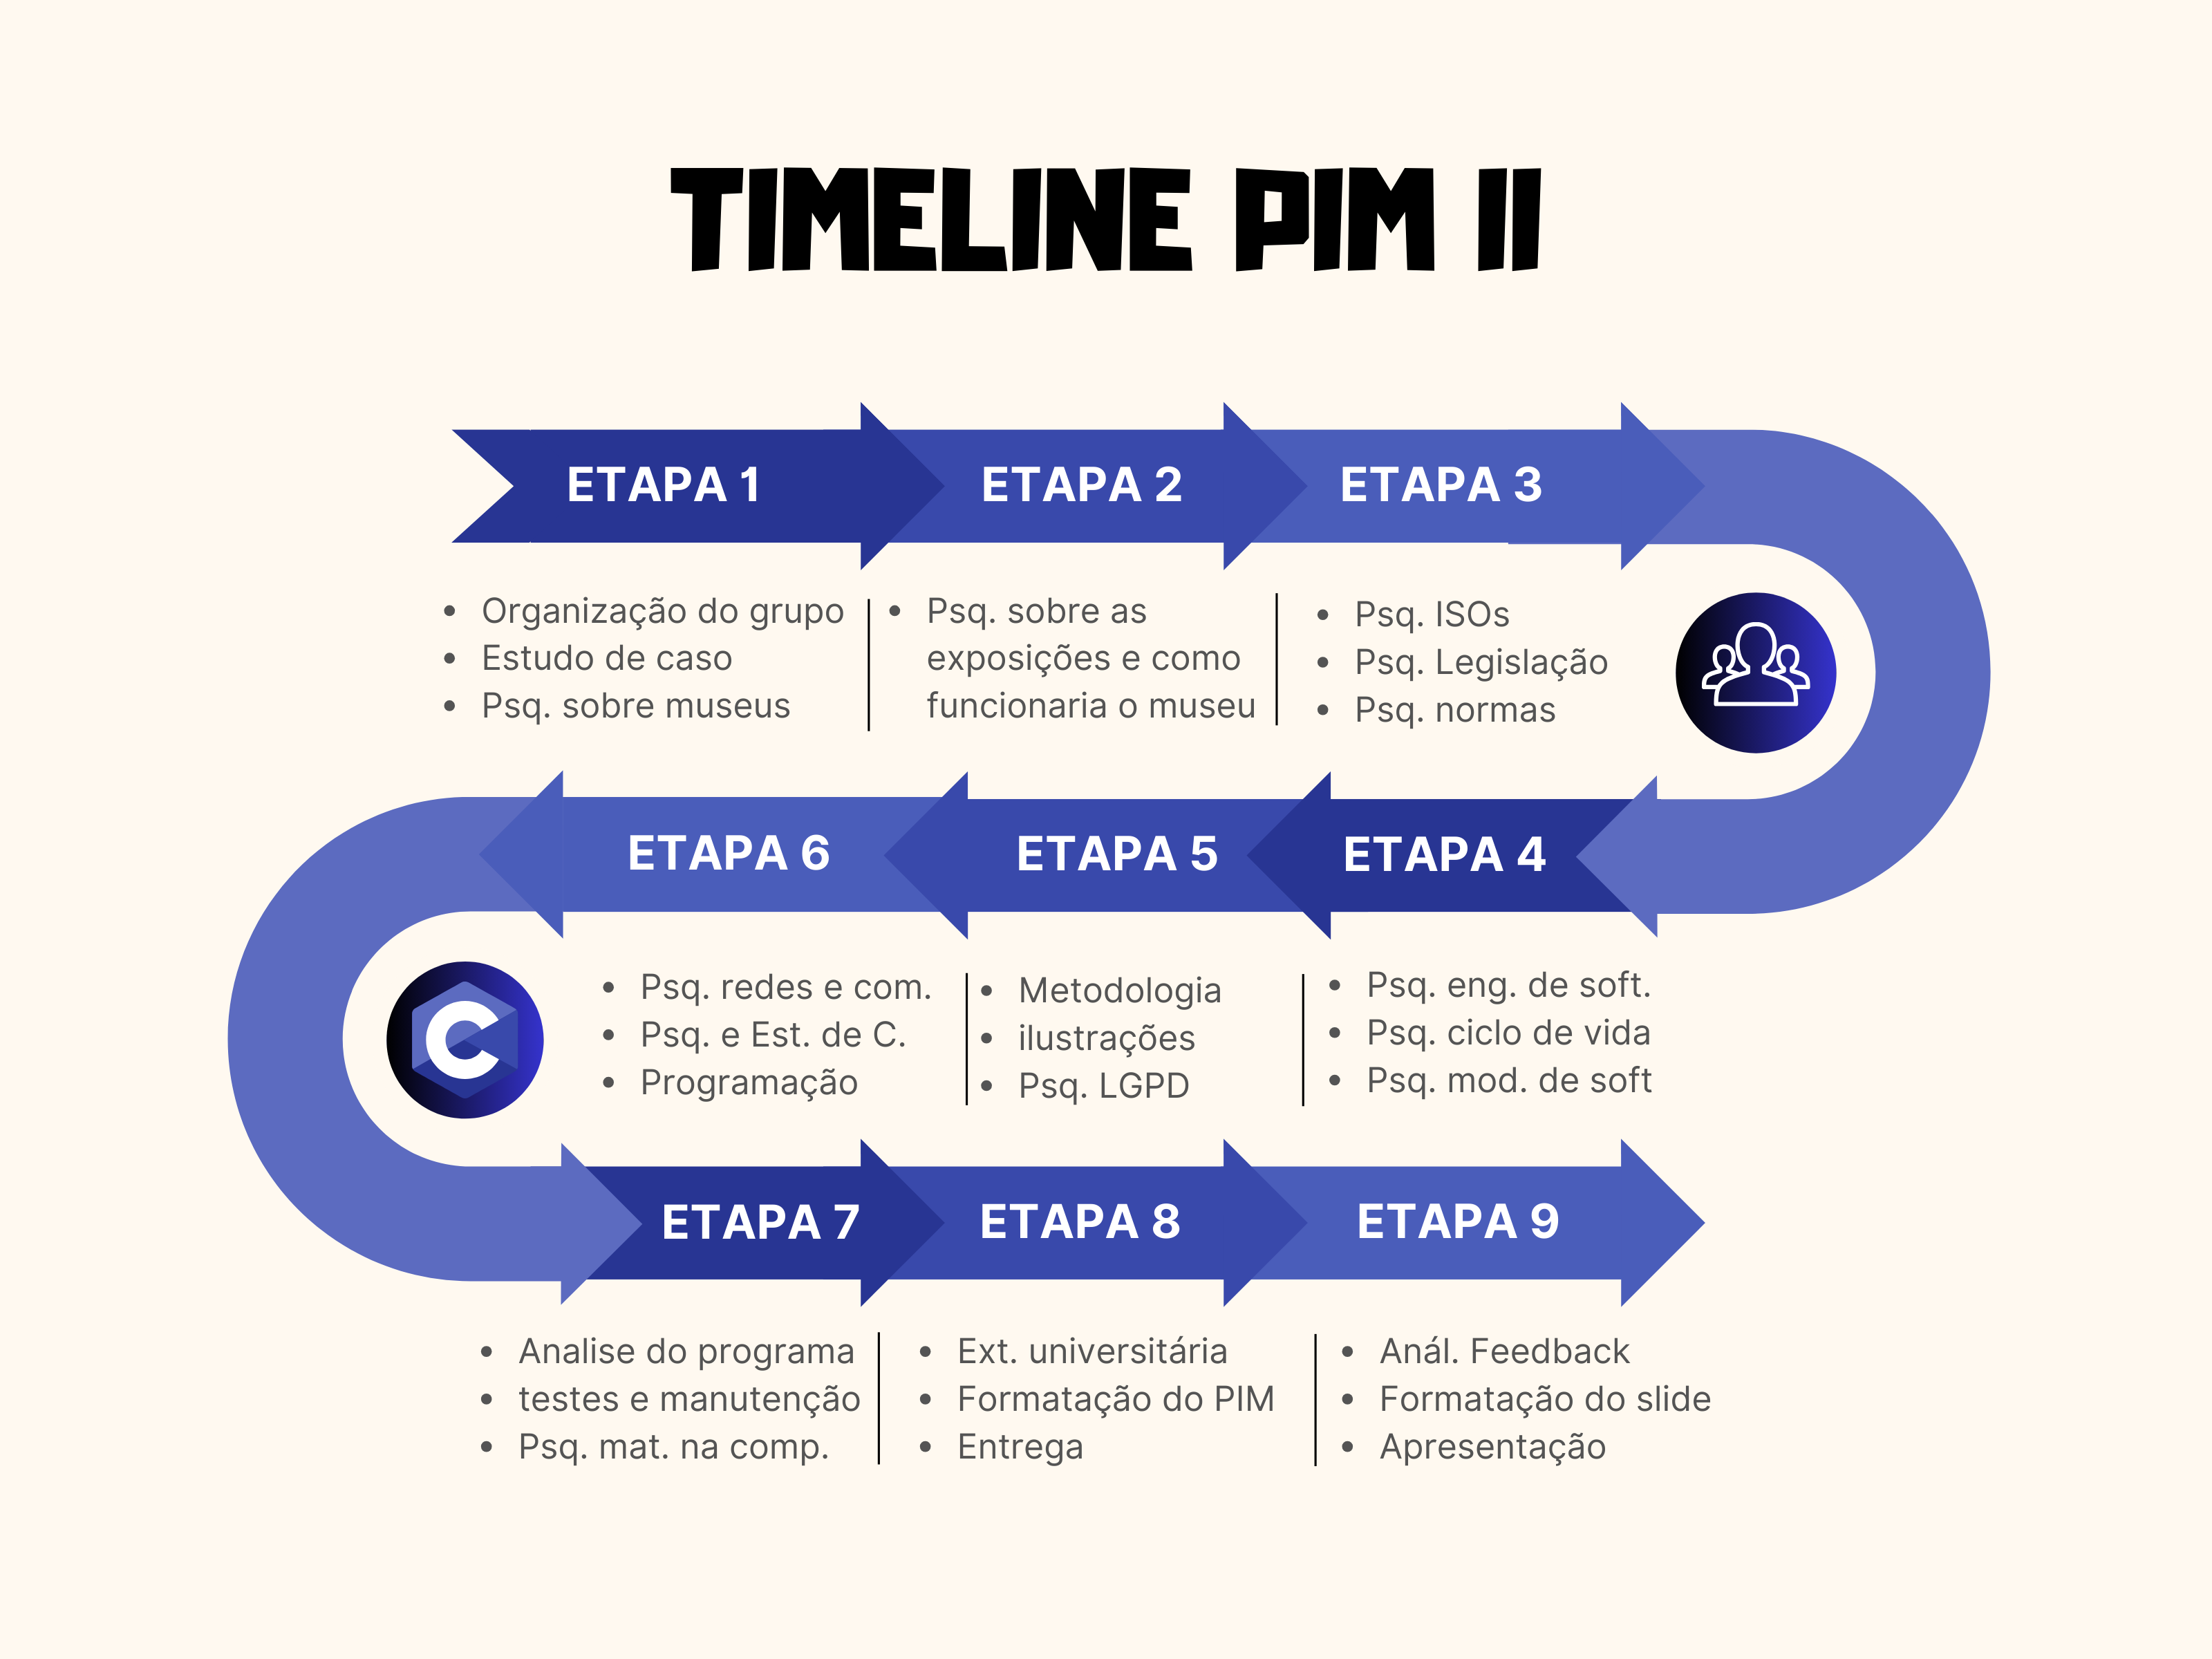 TIMELINE PIM II
ETAPA 1
ETAPA 2
ETAPA 3
• Organização do grupo
• Estudo de caso
• Psq. sobre museus
• Psq. sobre as
exposições e como
funcionaria o museu
• Psq. ISOs
• Psq. Legislação
• Psq. normas
ETAPA 4
ETAPA 5
ETAPA 6
• Psq. eng. de soft.
• Psq. ciclo de vida
• Psq. mod. de soft
• Metodologia
• ilustrações
• Psq. LGPD
• Psq. redes e com.
• Psq. e Est. de C.
• Programação
C
ETAPA 7
ETAPA 8
ETAPA 9
• Analise do programa
• testes e manutenção
• Psq. mat. na comp.
• Ext. universitária
• Formatação do PIM
• Entrega
• Anál. Feedback
• Formatação do slide
• Apresentação